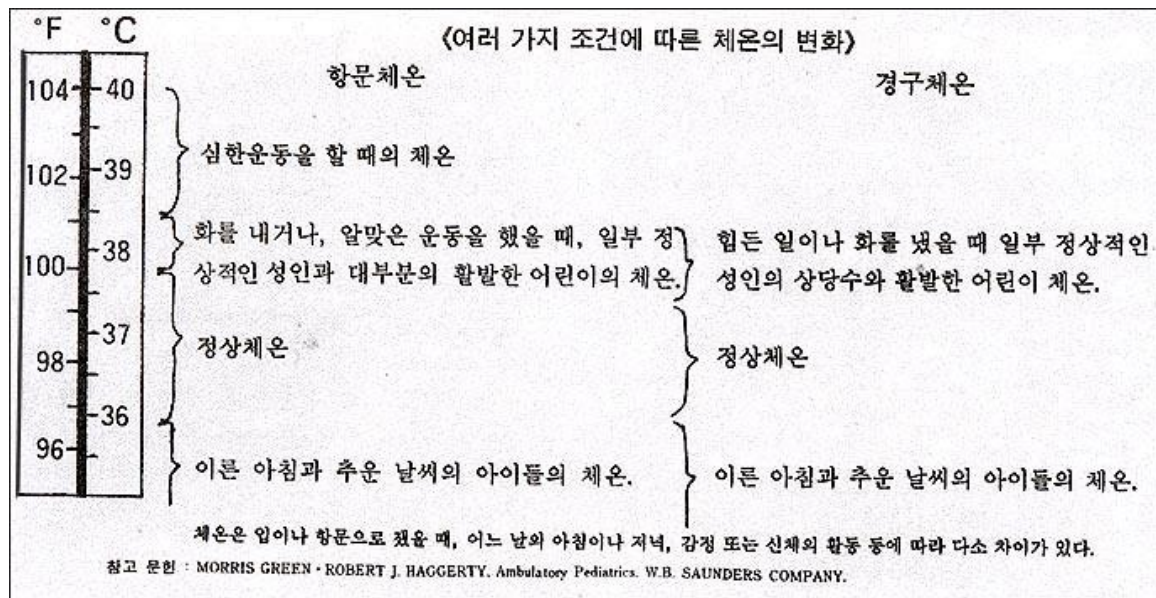 °F °C
《여러 가지 조건에 따른 체온의 변화》
항문체온 경구체온
104 40
심한운동을 할 때의 체온
102 39
화를 내거나, 알맞은 운동을 했을 때, 일부 정 힘든 일이나 화를 냈을 때 일부 정상적인
38
100 상적인 성인과 대부분의 활발한 어린이의 체온. 성인의 상당수와 활발한 어린이 체온.
37
98 정상체온 정상체온
36
96 이른 아침과 추운 날씨의 아이들의 체온. 이른 아침과 추운 날씨의 아이들의 체온.
체온은 입이나 항문으로 쟀을 때, 어느 날의 아침이나 저녁, 감정 또는 신체의 활동 등에 따라 다소 차이가 있다.
참고 문헌 : MORRIS GREEN · ROBERT J. HAGGERTY. Ambulatory Pediatrics. W.B. SAUNDERS COMPANY.